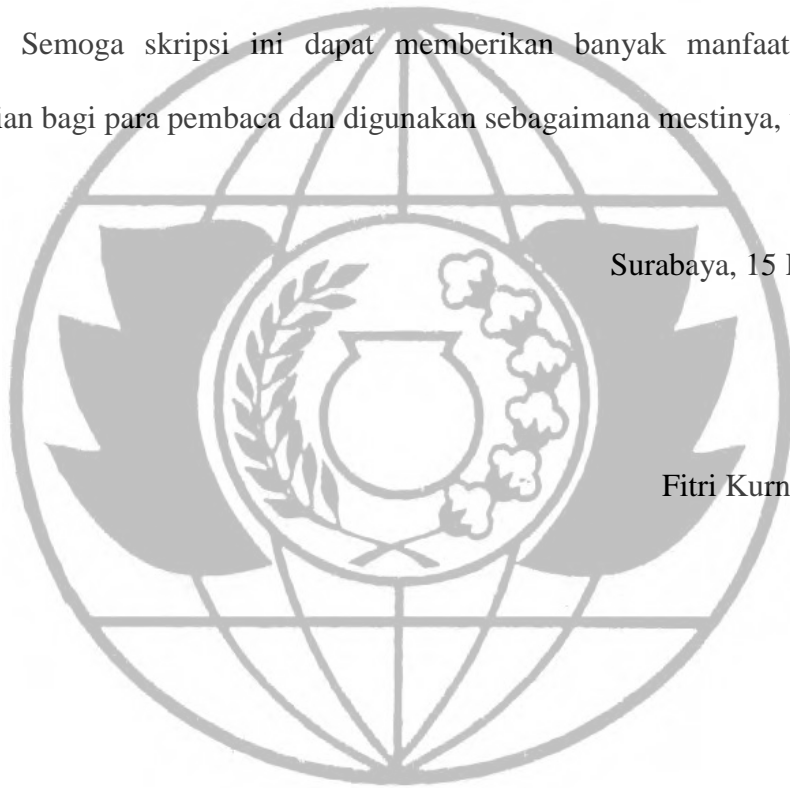 Semoga skripsi ini dapat memberikan banyak manfaat
ian bagi para pembaca dan digunakan sebagaimana mestinya,
Surabaya, 15
Fitri Kurn